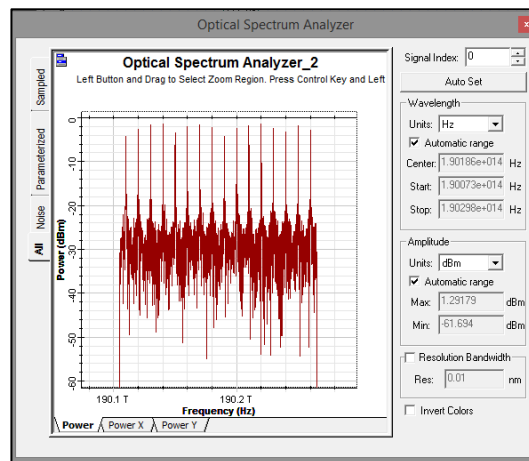 Optical Spectrum Analyzer
x
Optical Spectrum Analyzer_2
Left Button and Drag to Select Zoom Region. Press Control Key and Left
Sampled
Parameterized
Noise
All
Power (dBm)
0
-10
-20
-30
-40
-50
-60
190.1 T
190.2 T
Frequency (Hz)
Power
Power X
Power Y
Signal Index:
0
Auto Set
Wavelength
Units:
Hz
Automatic range
Center:
1.90186e+014
Hz
Start:
1.90073e+014
Hz
Stop:
1.90298e+014
Hz
Amplitude
Units:
dBm
Automatic range
Max:
1.29179
dBm
Min:
-61.694
dBm
Resolution Bandwidth
Res:
0.01
nm
Invert Colors